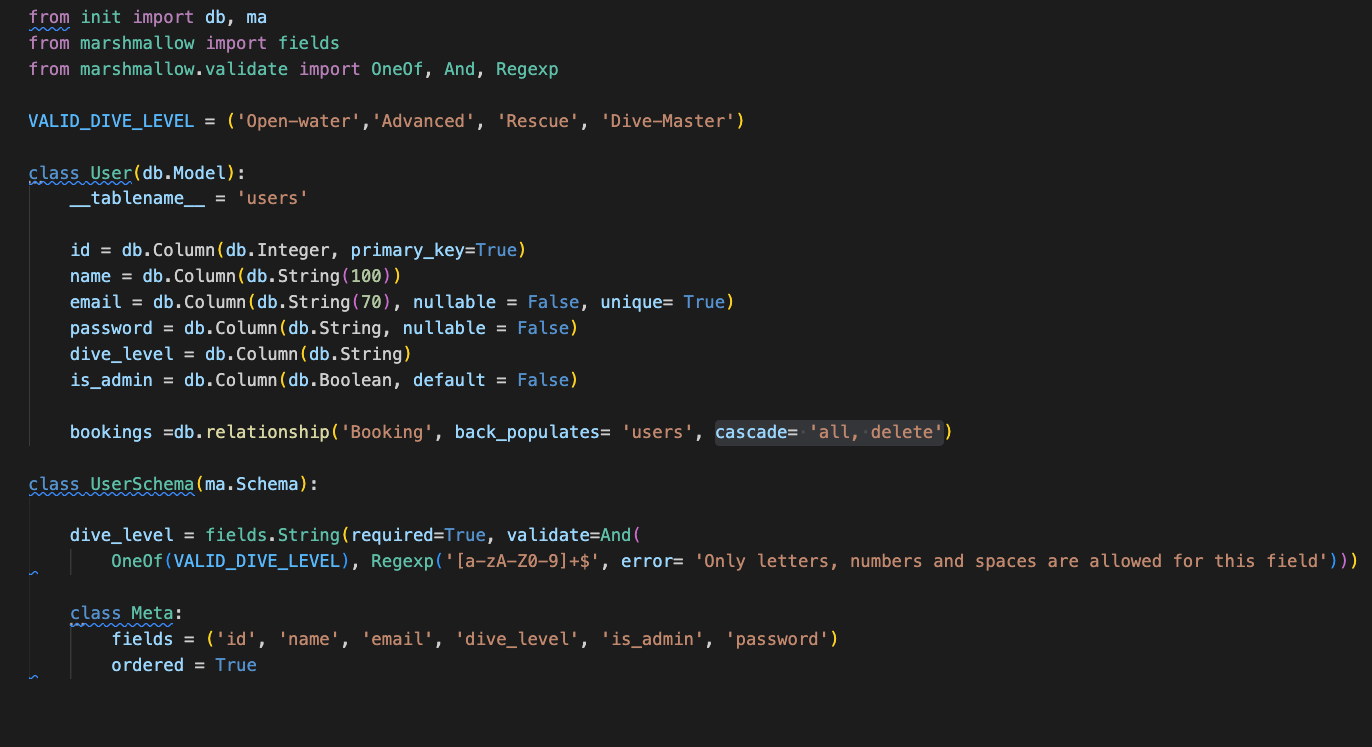 from init import db, ma
from marshmallow import fields
from marshmallow.validate import OneOf, And, Regexp

VALID_DIVE_LEVEL = ('Open-water','Advanced', 'Rescue', 'Dive-Master')

class User(db.Model):
    __tablename__ = 'users'

    id = db.Column(db.Integer, primary_key=True)
    name = db.Column(db.String(100))
    email = db.Column(db.String(70), nullable = False, unique= True)
    password = db.Column(db.String, nullable = False)
    dive_level = db.Column(db.String)
    is_admin = db.Column(db.Boolean, default = False)

    bookings =db.relationship('Booking', back_populates= 'users', cascade= 'all, delete')

class UserSchema(ma.Schema):

    dive_level = fields.String(required=True, validate=And(
        OneOf(VALID_DIVE_LEVEL), Regexp('[a-zA-Z0-9]+$', error= 'Only letters, numbers and spaces are allowed for this field')))

    class Meta:
        fields = ('id', 'name', 'email', 'dive_level', 'is_admin', 'password')
        ordered = True